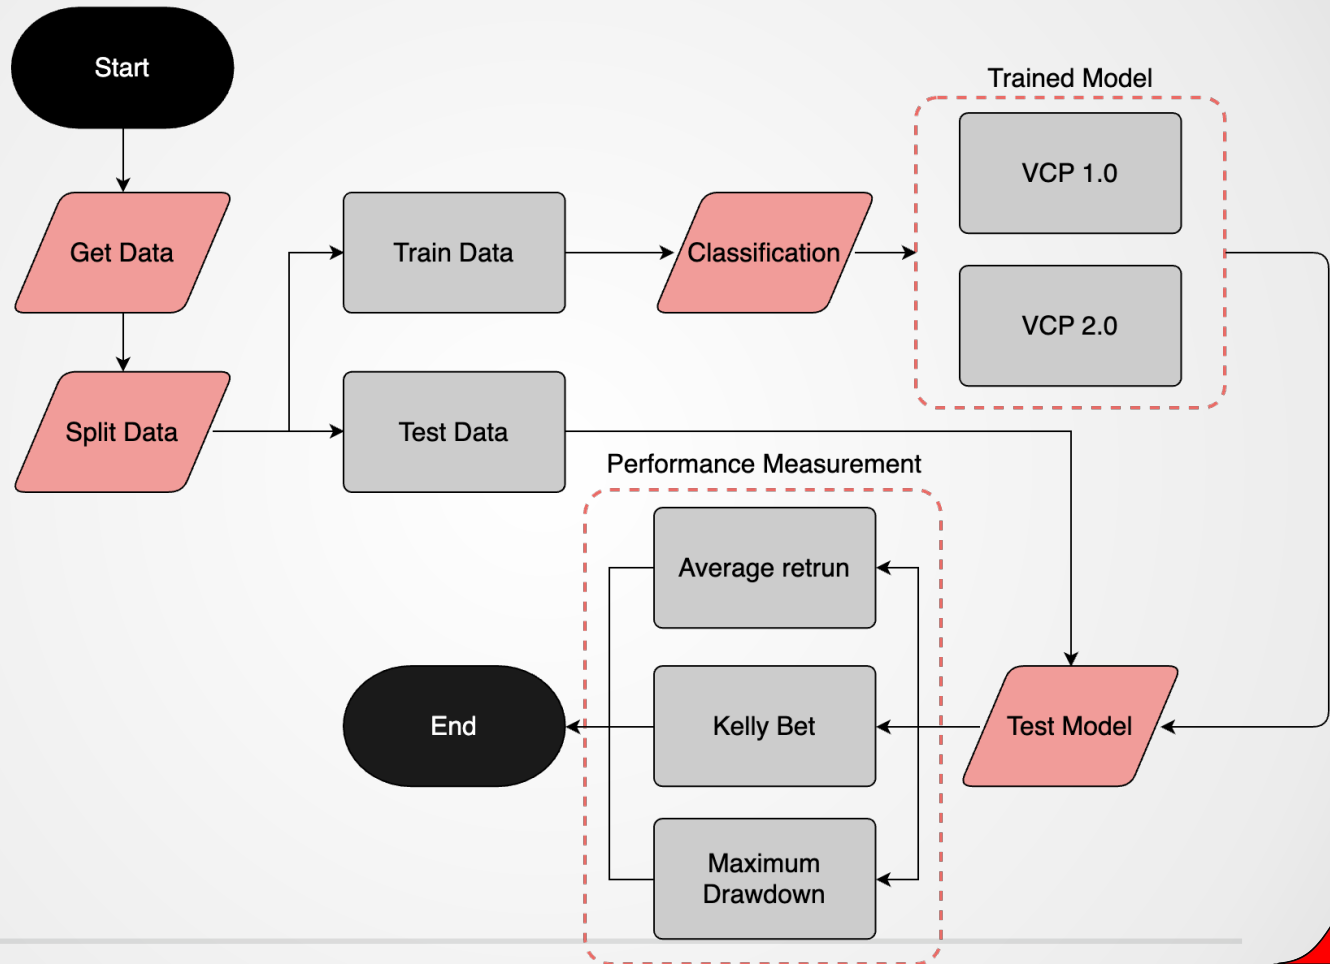 Start
Trained Model
VCP 1.0
Get Data
Train Data
Classification
VCP 2.0
Split Data
Test Data
Performance Measurement
Average retrun
End
Kelly Bet
Test Model
Maximum
Drawdown